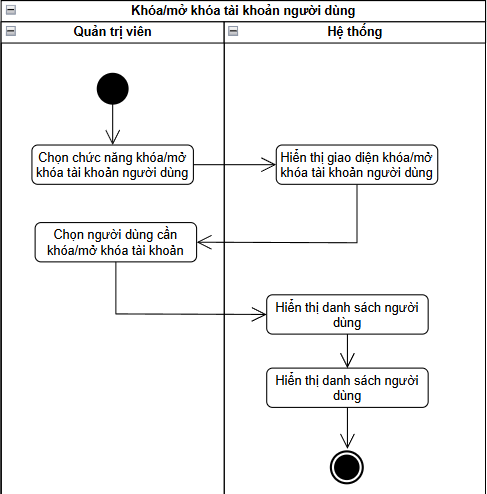 Khóa/mở khóa tài khoản người dùng
Quản trị viên
Hệ thống
Chọn chức năng khóa/mở
khóa tài khoản người dùng
Hiển thị giao diện khóa/mở
khóa tài khoản người dùng
Chọn người dùng cần
khóa/mở khóa tài khoản
Hiển thị danh sách người
dùng
Hiển thị danh sách người
dùng